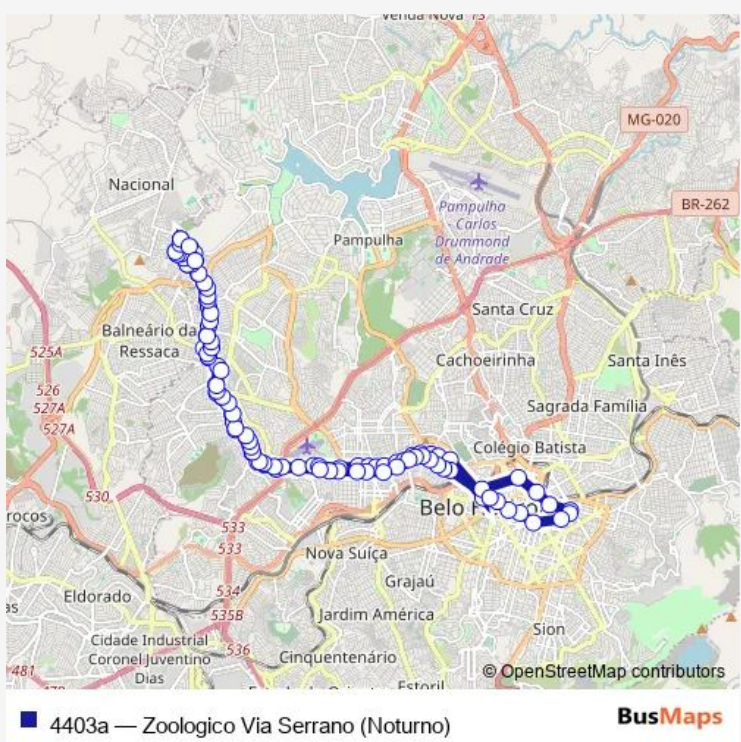 Venda Nova
MG-020
Nacional
BR-262
Pampulha
- Carlos
Drummond
de Andrade
Pampulha
Santa Cruz
Balneário da
Ressaca
525A
Cachoeirinha
Santa Inês
526
527A
527A
Sagrada Família
Colégio Batista
530
Belo
533
533
Nova Suíça
534
Grajaú
Eldorado
535B
Jardim América
Sion
Cidade Industrial
Coronel Juventino
Dias
536
Cinquentenário
481
Estoril
© OpenStreetMap contributors
4403a — Zoologico Via Serrano (Noturno)
BusMaps